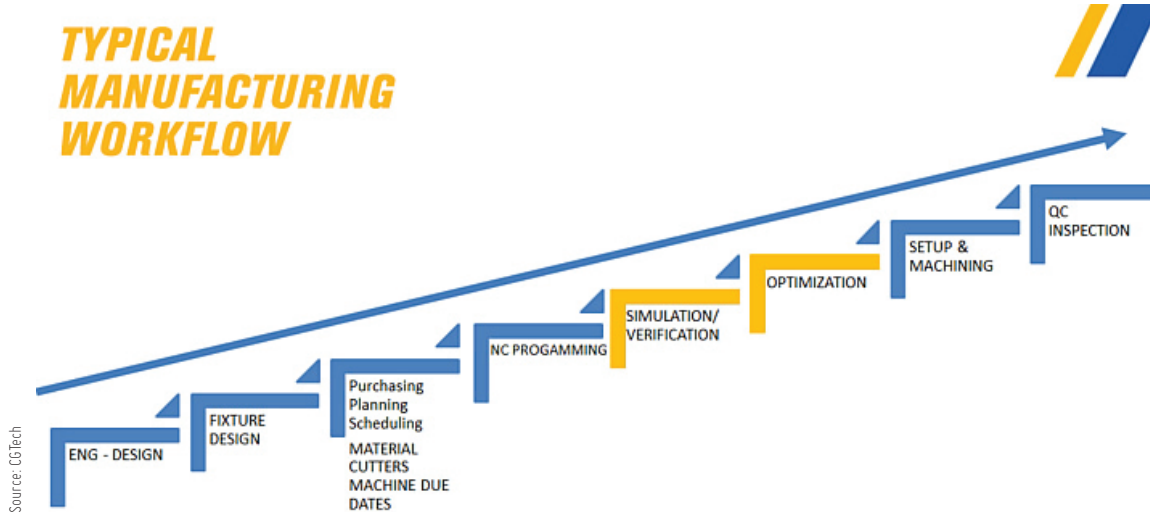 TYPICAL
MANUFACTURING
WORKFLOW
ENG - DESIGN
FIXTURE
DESIGN
Purchasing
Planning
Scheduling
MATERIAL
CUTTERS
MACHINE DUE
DATES
NC PROGAMMING
SIMULATION/
VERIFICATION
OPTIMIZATION
SETUP &
MACHINING
QC
INSPECTION
Source: CGTech